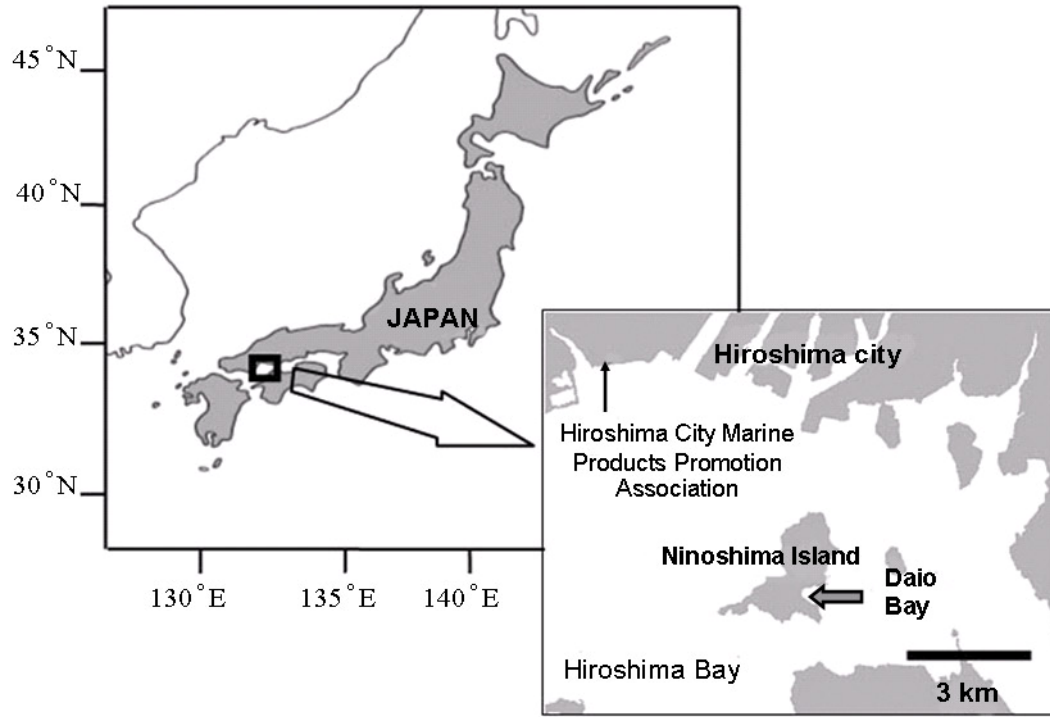 45°N
40°N
35°N
30°N
130°E
135°E
140°E
JAPAN
Hiroshima city
Hiroshima City Marine
Products Promotion
Association
Ninoshima Island
Daio
Bay
Hiroshima Bay
3 km